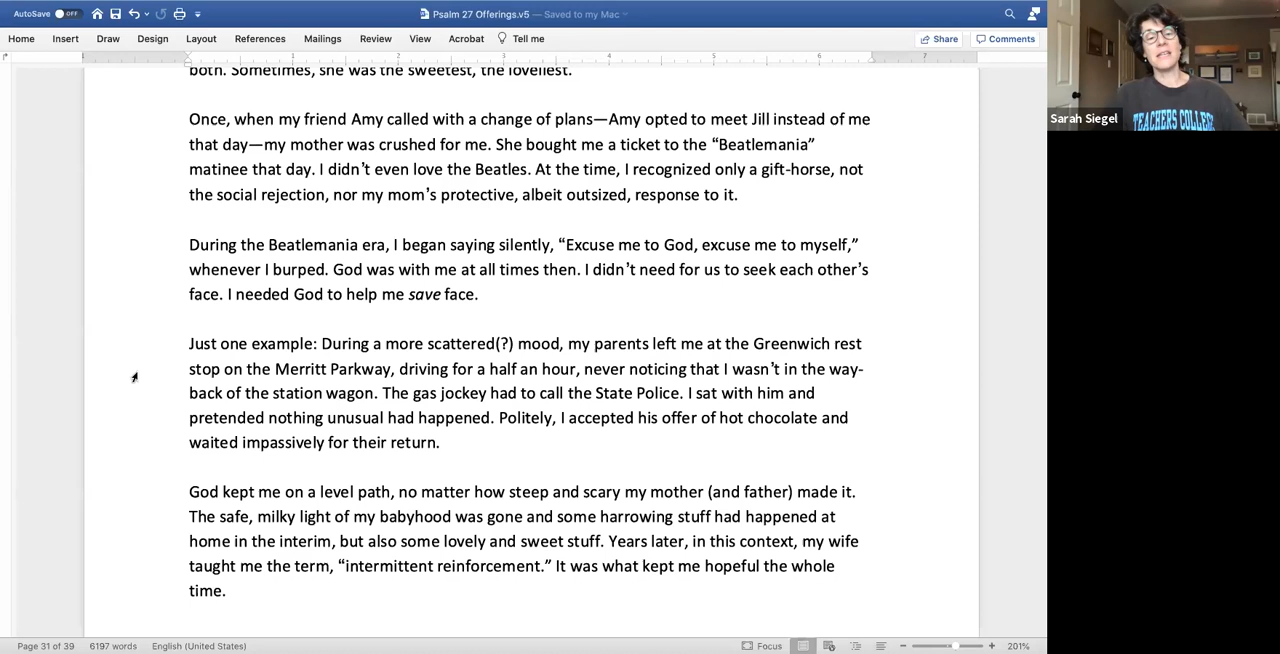 AutoSave OFF
Psalm 27 Offerings.v5 — Saved to my Mac
Home Insert Draw Design Layout References Mailings Review View Acrobat Tell me
Share Comments
1 1 2 3 4 5 6 7
both. Sometimes, she was the sweetest, the loveliest.
Once, when my friend Amy called with a change of plans—Amy opted to meet Jill instead of me
that day—my mother was crushed for me. She bought me a ticket to the “Beatlemania”
matinee that day. I didn’t even love the Beatles. At the time, I recognized only a gift-horse, not
the social rejection, nor my mom’s protective, albeit outsized, response to it.
During the Beatlemania era, I began saying silently, “Excuse me to God, excuse me to myself,”
whenever I burped. God was with me at all times then. I didn’t need for us to seek each other’s
face. I needed God to help me save face.
Just one example: During a more scattered(?) mood, my parents left me at the Greenwich rest
stop on the Merritt Parkway, driving for a half an hour, never noticing that I wasn’t in the way-
back of the station wagon. The gas jockey had to call the State Police. I sat with him and
pretended nothing unusual had happened. Politely, I accepted his offer of hot chocolate and
waited impassively for their return.
God kept me on a level path, no matter how steep and scary my mother (and father) made it.
The safe, milky light of my babyhood was gone and some harrowing stuff had happened at
home in the interim, but also some lovely and sweet stuff. Years later, in this context, my wife
taught me the term, “intermittent reinforcement.” It was what kept me hopeful the whole
time.
Page 31 of 39 6197 words English (United States) Focus 201%
Sarah Siegel
TEACHERS COLLEGE